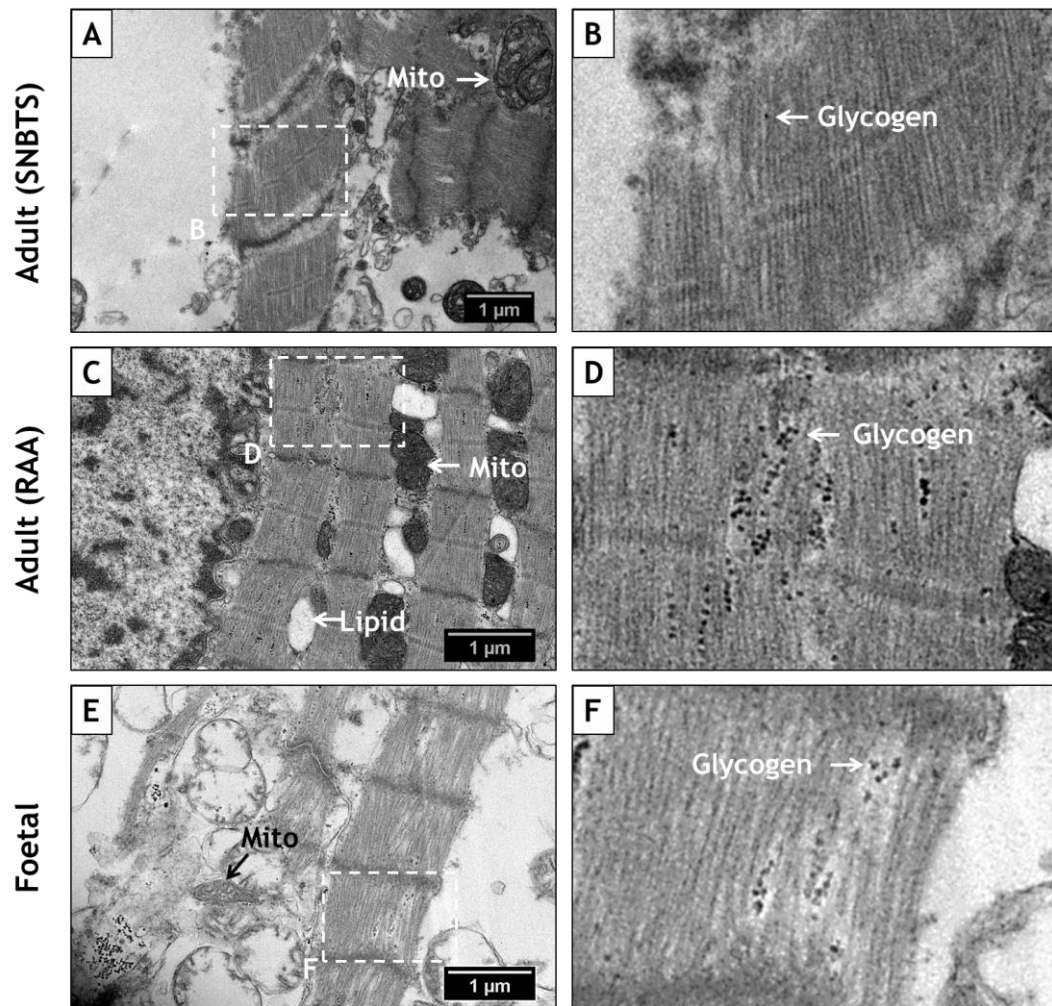 Adult (SNBTS)
A
Mito
B
1 µm
B
Glycogen
Adult (RAA)
C
D
Mito
Lipid
1 µm
D
Glycogen
Foetal
E
Mito
F
1 µm
F
Glycogen